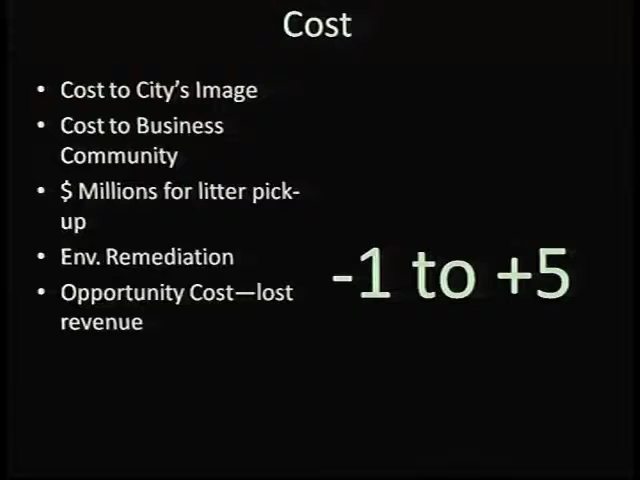 Cost
• Cost to City's Image
• Cost to Business
Community
• $ Millions for litter pick-
up
• Env. Remediation
• Opportunity Cost—lost
revenue
-1 to +5